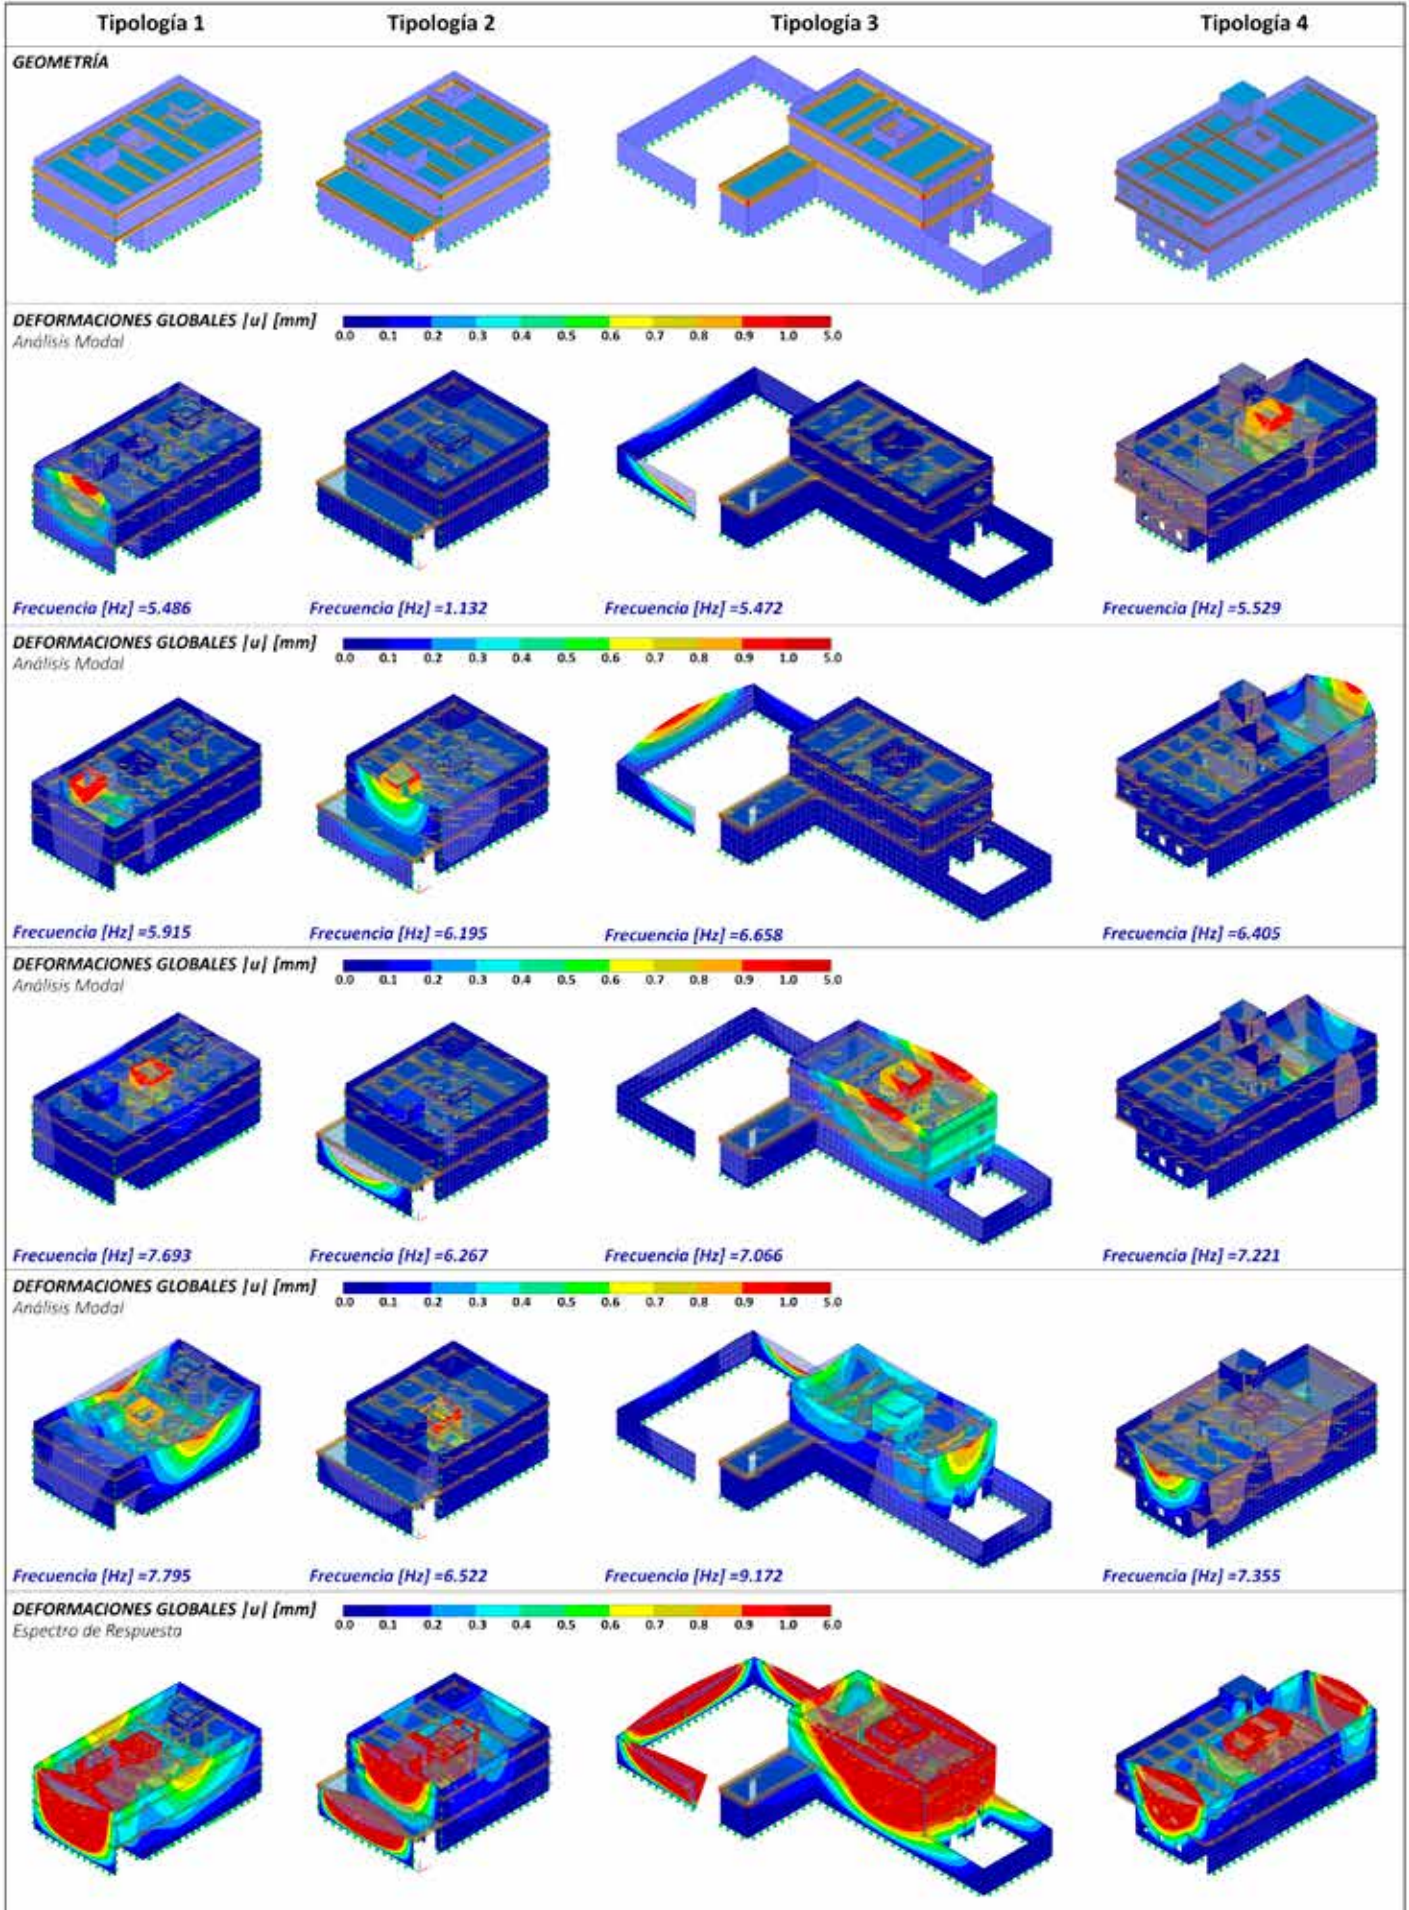 Tipología 1 Tipología 2 Tipología 3 Tipología 4
GEOMETRÍA
DEFORMACIONES GLOBALES |u| [mm]
0.0 0.1 0.2 0.3 0.4 0.5 0.6 0.7 0.8 0.9 1.0 5.0
Análisis Modal
Frecuencia [Hz] =5.486 Frecuencia [Hz] =1.132 Frecuencia [Hz] =5.472 Frecuencia [Hz] =5.529
DEFORMACIONES GLOBALES |u| [mm]
0.0 0.1 0.2 0.3 0.4 0.5 0.6 0.7 0.8 0.9 1.0 5.0
Análisis Modal
Frecuencia [Hz] =5.915 Frecuencia [Hz] =6.195 Frecuencia [Hz] =6.658 Frecuencia [Hz] =6.405
DEFORMACIONES GLOBALES |u| [mm]
0.0 0.1 0.2 0.3 0.4 0.5 0.6 0.7 0.8 0.9 1.0 5.0
Análisis Modal
Frecuencia [Hz] =7.693 Frecuencia [Hz] =6.267 Frecuencia [Hz] =7.066 Frecuencia [Hz] =7.221
DEFORMACIONES GLOBALES |u| [mm]
0.0 0.1 0.2 0.3 0.4 0.5 0.6 0.7 0.8 0.9 1.0 5.0
Análisis Modal
Frecuencia [Hz] =7.795 Frecuencia [Hz] =6.522 Frecuencia [Hz] =9.172 Frecuencia [Hz] =7.355
DEFORMACIONES GLOBALES |u| [mm]
0.0 0.1 0.2 0.3 0.4 0.5 0.6 0.7 0.8 0.9 1.0 6.0
Espectro de Respuesta